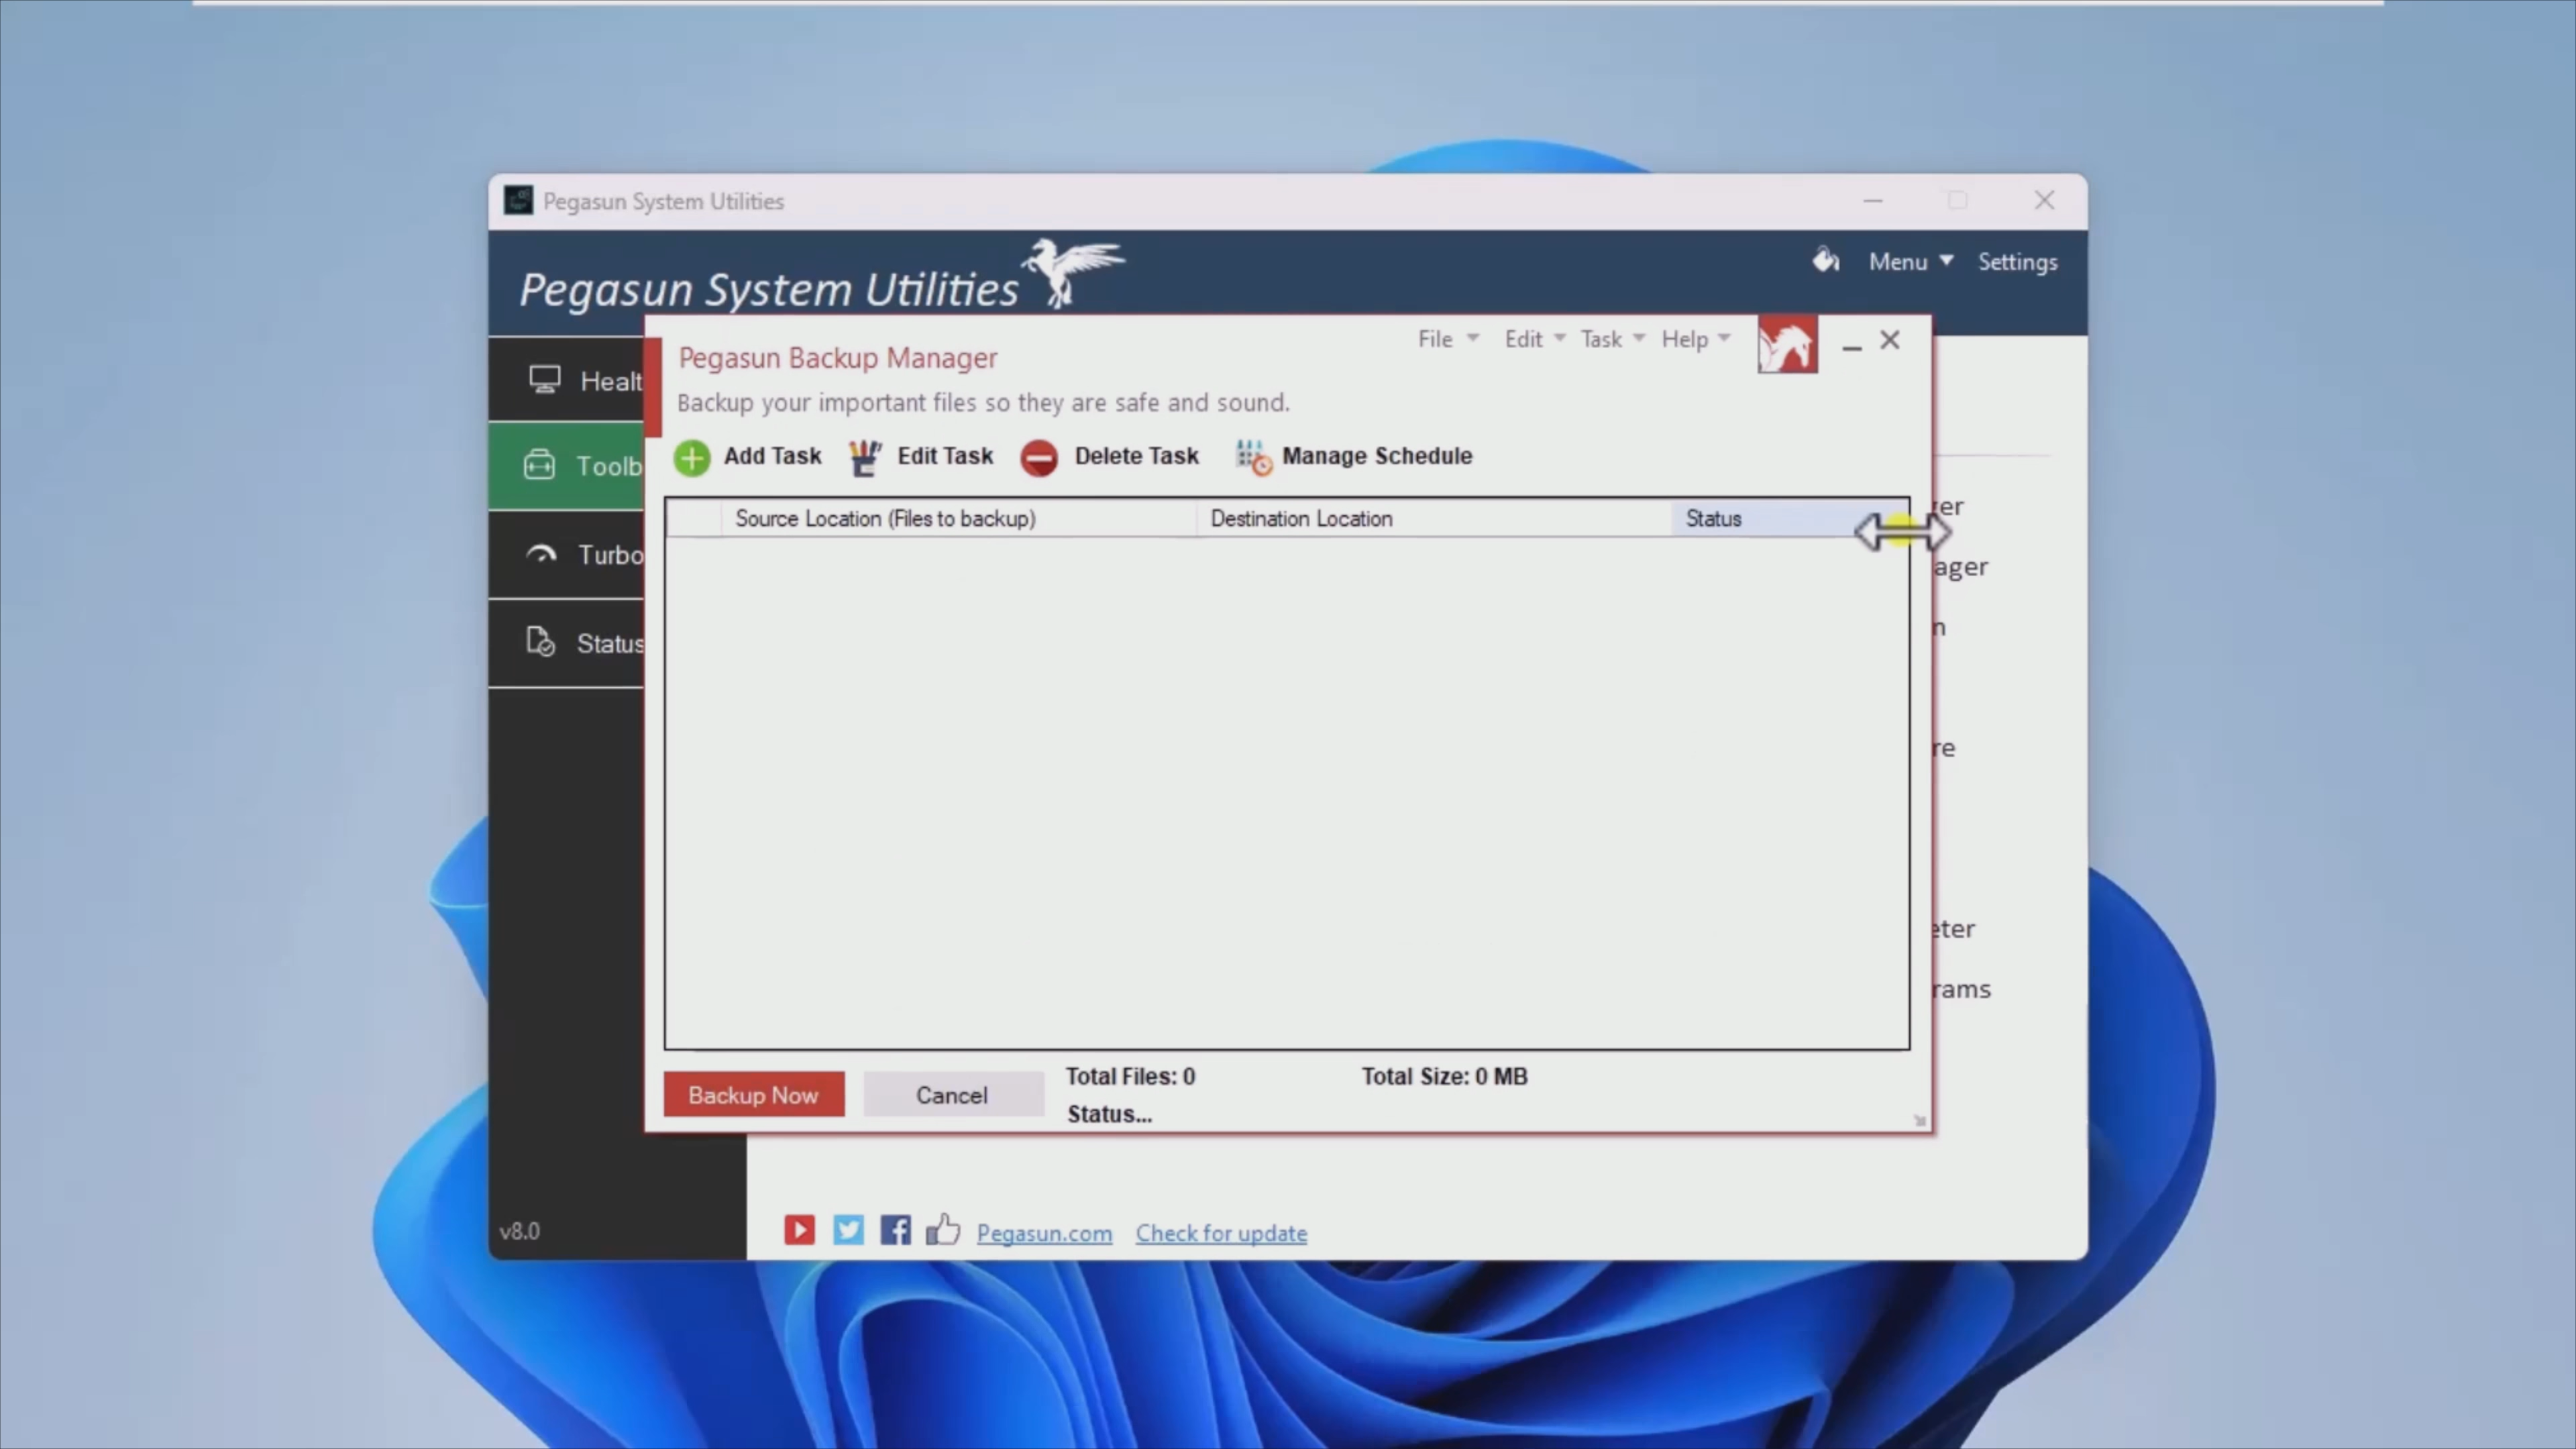 Pegasun System Utilities
Pegasun System Utilities
Menu Settings
Pegasun Backup Manager
File Edit Task Help
Backup your important files so they are safe and sound.
Add Task Edit Task Delete Task Manage Schedule
Source Location (Files to backup) Destination Location Status
Healt
Toolb
Turbo
Status
er
ager
n
re
eter
rams
Backup Now Cancel
Total Files: 0 Total Size: 0 MB
Status...
v8.0
Pegasun.com Check for update